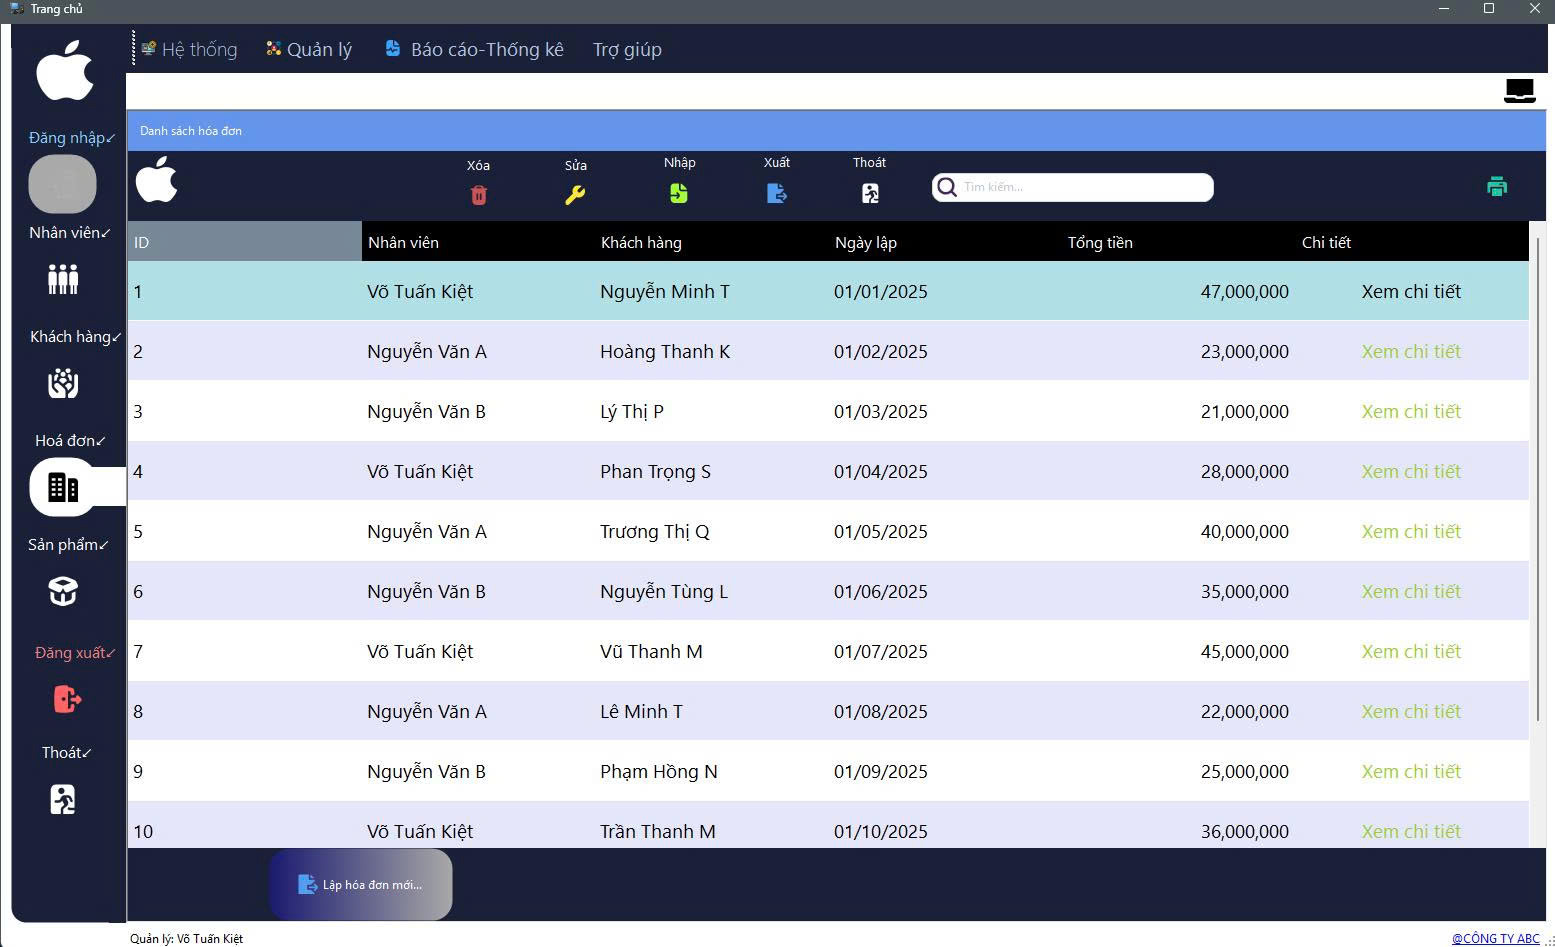 Trang chủ
Hệ thống Quản lý Báo cáo-Thống kê Trợ giúp
Đăng nhập↙
Nhân viên↙
Khách hàng↙
Hoá đơn↙
Sản phẩm↙
Đăng xuất↙
Thoát↙
Danh sách hóa đơn
Xóa Sửa Nhập Xuất Thoát
Tìm kiếm...
ID Nhân viên Khách hàng Ngày lập Tổng tiền Chi tiết
1 Võ Tuấn Kiệt Nguyễn Minh T 01/01/2025 47,000,000 Xem chi tiết
2 Nguyễn Văn A Hoàng Thanh K 01/02/2025 23,000,000 Xem chi tiết
3 Nguyễn Văn B Lý Thị P 01/03/2025 21,000,000 Xem chi tiết
4 Võ Tuấn Kiệt Phan Trọng S 01/04/2025 28,000,000 Xem chi tiết
5 Nguyễn Văn A Trương Thị Q 01/05/2025 40,000,000 Xem chi tiết
6 Nguyễn Văn B Nguyễn Tùng L 01/06/2025 35,000,000 Xem chi tiết
7 Võ Tuấn Kiệt Vũ Thanh M 01/07/2025 45,000,000 Xem chi tiết
8 Nguyễn Văn A Lê Minh T 01/08/2025 22,000,000 Xem chi tiết
9 Nguyễn Văn B Phạm Hồng N 01/09/2025 25,000,000 Xem chi tiết
10 Võ Tuấn Kiệt Trần Thanh M 01/10/2025 36,000,000 Xem chi tiết
Lập hóa đơn mới...
Quản lý: Võ Tuấn Kiệt @CÔNG TY ABC